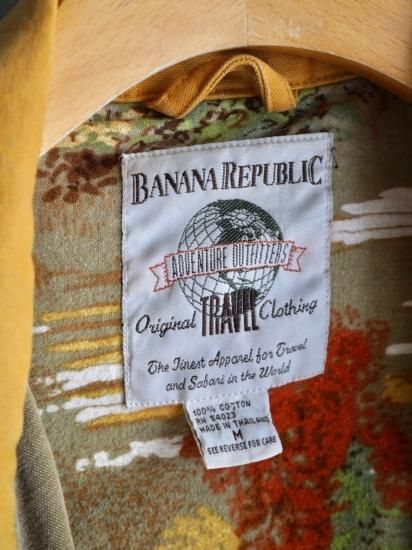 BANANA REPUBLIC
ADVENTURE OUTFITTERS
Original TRAVEL Clothing
The Finest Apparel for Travel
and Safari in the World
100% COTTON
RN 54023
MADE IN THAILAND
M
SEE REVERSE FOR CARE